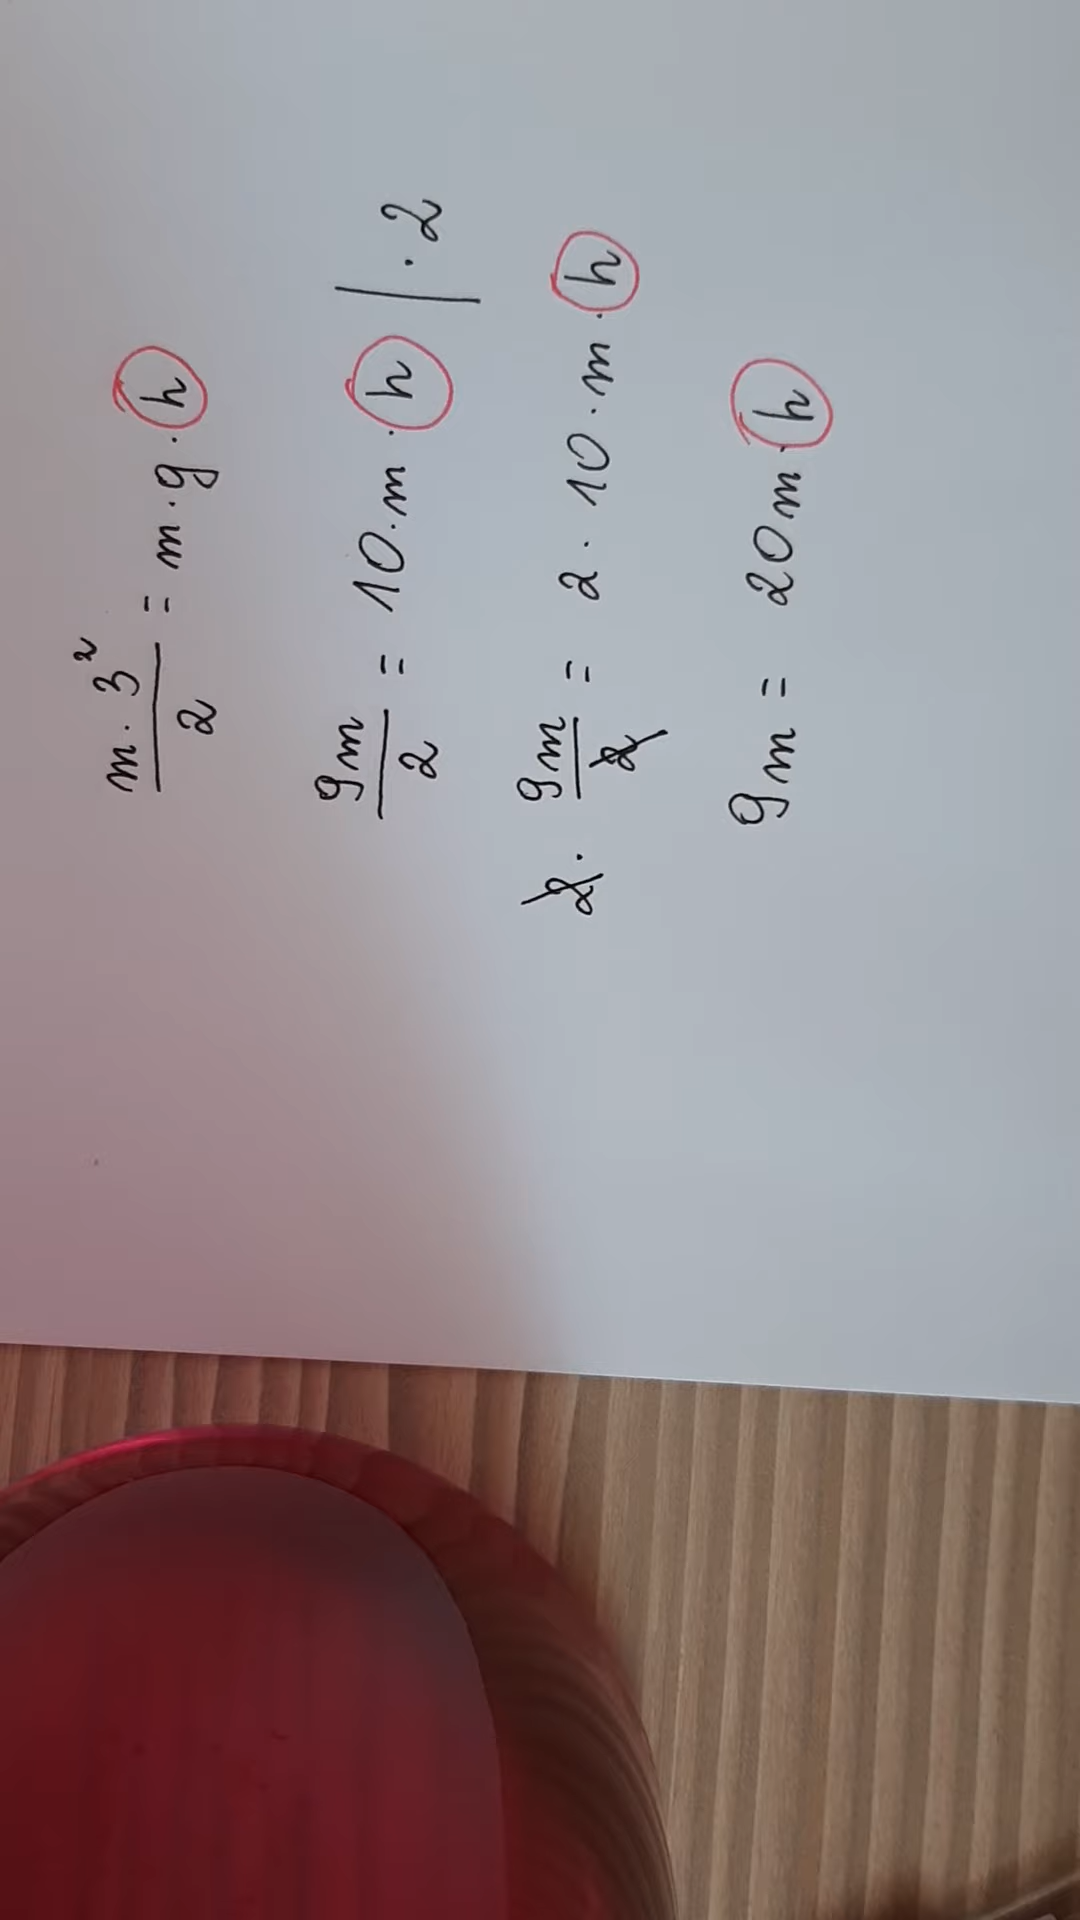 m · 3² / 2 = m · g · h
9m / 2 = 10 · m · h | · 2
2 · 9m / 2 = 2 · 10 · m · h
9m = 20m · h